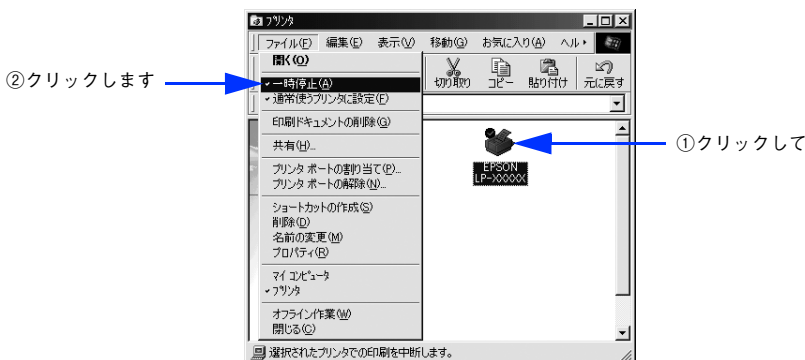 プリンタ
ファイル(F) 編集(E) 表示(V) 移動(G) お気に入り(A) ヘル
開く(O)
切り取り コピー 貼り付け 元に戻す
②クリックします
一時停止(A)
通常使うプリンタに設定(F)
印刷ドキュメントの削除(G)
共有(H)...
①クリックして
EPSON
LP-XXXXX
プリンタ ポートの割り当て(P)...
プリンタ ポートの解除(N)...
ショートカットの作成(S)
削除(D)
名前の変更(M)
プロパティ(R)
マイ コンピュータ
プリンタ
オフライン作業(W)
閉じる(C)
選択されたプリンタでの印刷を中断します。